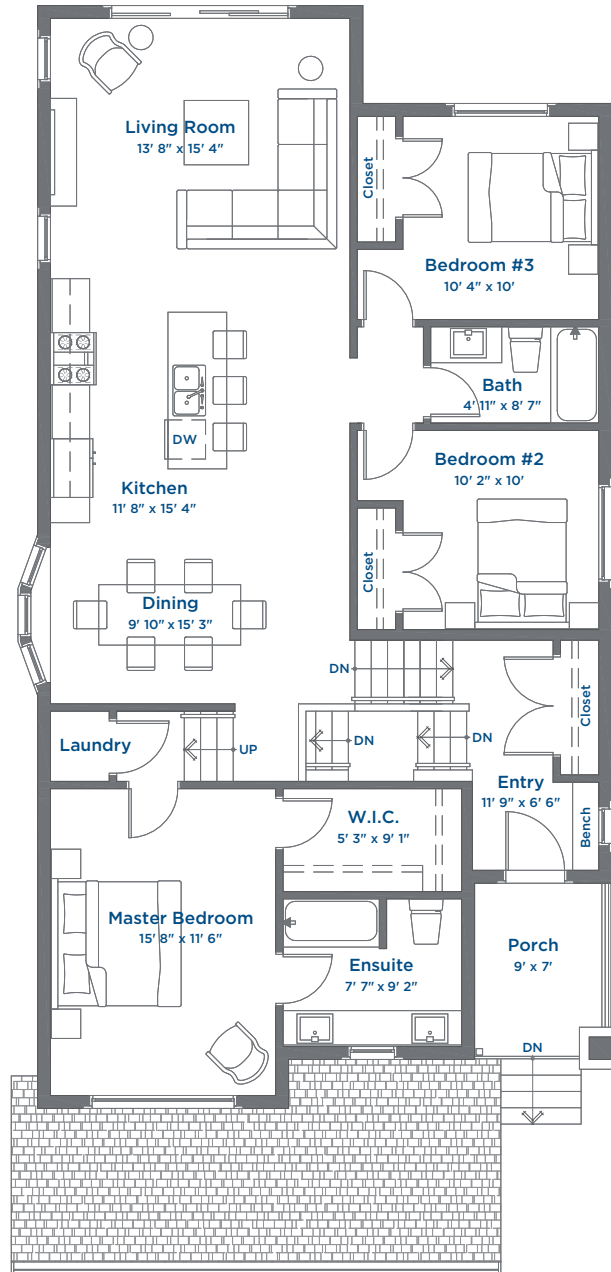 Living Room
13' 8" x 15' 4"
Closet
Bedroom #3
10' 4" x 10'
Bath
4' 11" x 8' 7"
DW
Bedroom #2
10' 2" x 10'
Kitchen
11' 8" x 15' 4"
Closet
Dining
9' 10" x 15' 3"
DN
Closet
Laundry
UP
DN
DN
Entry
11' 9" x 6' 6"
Bench
W.I.C.
5' 3" x 9' 1"
Master Bedroom
15' 8" x 11' 6"
Ensuite
7' 7" x 9' 2"
Porch
9' x 7'
DN